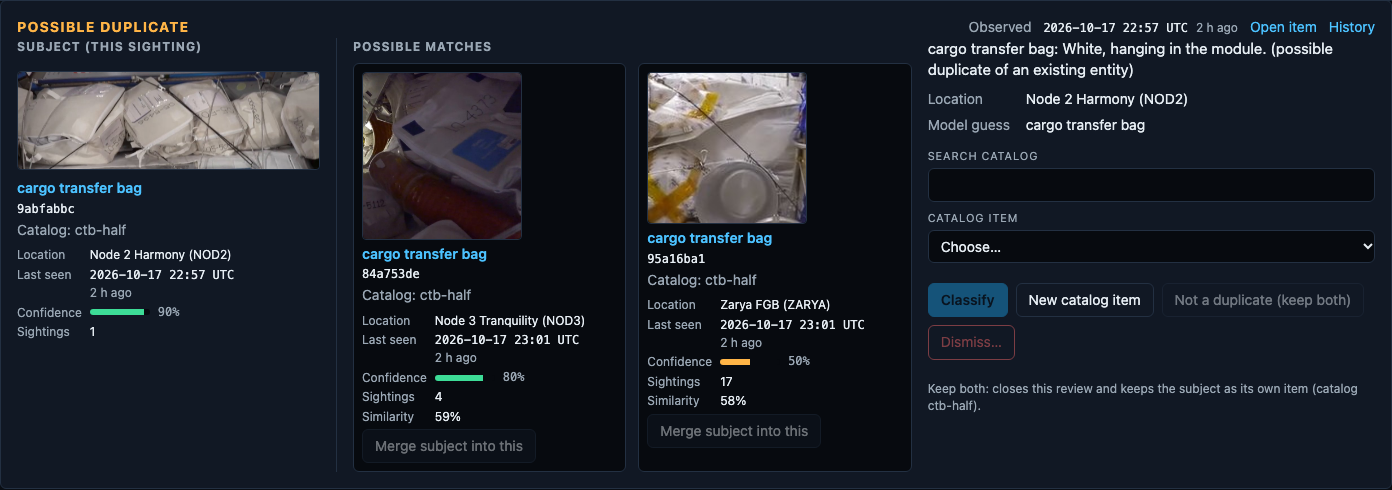 POSSIBLE DUPLICATE
Observed 2026-10-17 22:57 UTC 2 h ago Open item History
SUBJECT (THIS SIGHTING)
cargo transfer bag
9abfabbc
Catalog: ctb-half
Location Node 2 Harmony (NOD2)
Last seen 2026-10-17 22:57 UTC
2 h ago
Confidence 90%
Sightings 1
POSSIBLE MATCHES
cargo transfer bag
84a753de
Catalog: ctb-half
Location Node 3 Tranquility (NOD3)
Last seen 2026-10-17 23:01 UTC
2 h ago
Confidence 80%
Sightings 4
Similarity 59%
Merge subject into this
cargo transfer bag
95a16ba1
Catalog: ctb-half
Location Zarya FGB (ZARYA)
Last seen 2026-10-17 23:01 UTC
2 h ago
Confidence 50%
Sightings 17
Similarity 58%
Merge subject into this
cargo transfer bag: White, hanging in the module. (possible
duplicate of an existing entity)
Location Node 2 Harmony (NOD2)
Model guess cargo transfer bag
SEARCH CATALOG
CATALOG ITEM
Choose...
Classify New catalog item Not a duplicate (keep both)
Dismiss...
Keep both: closes this review and keeps the subject as its own item (catalog
ctb-half).